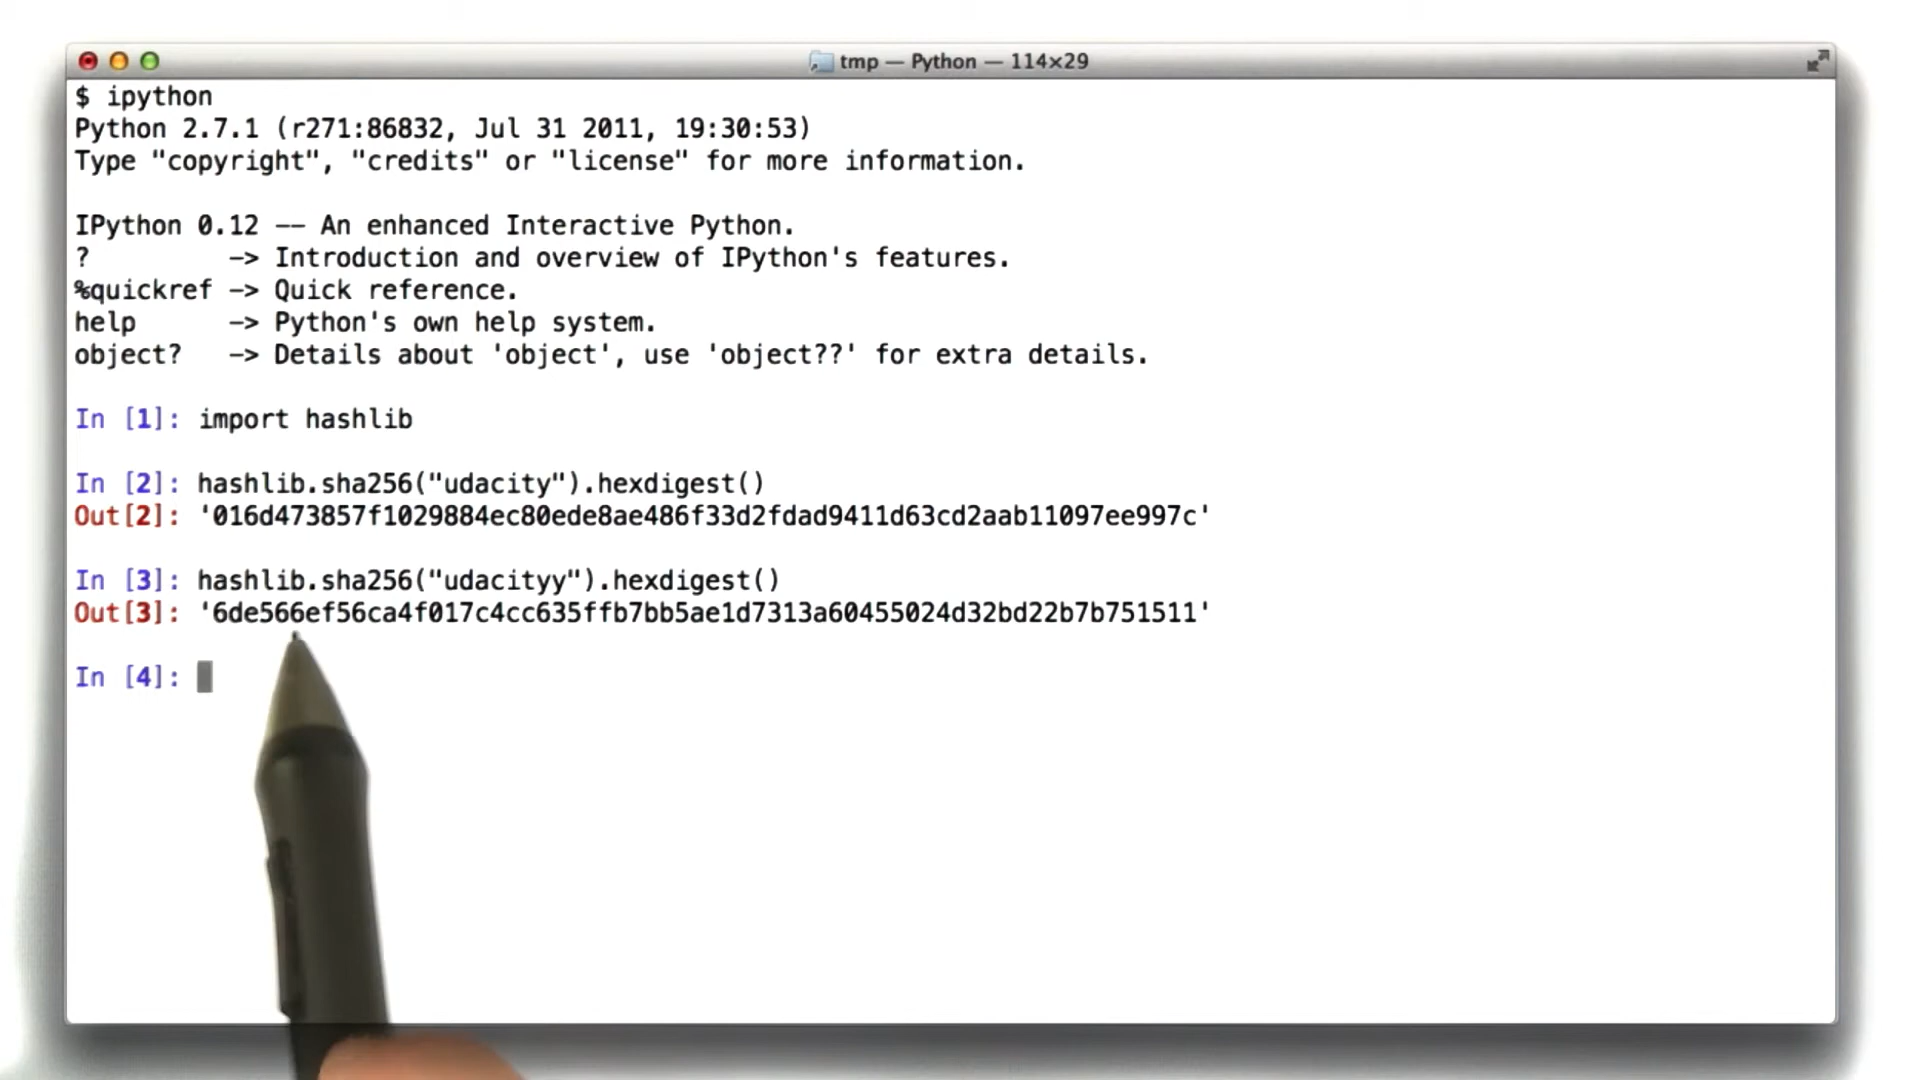 tmp — Python — 114×29
$ ipython
Python 2.7.1 (r271:86832, Jul 31 2011, 19:30:53)
Type "copyright", "credits" or "license" for more information.
IPython 0.12 -- An enhanced Interactive Python.
?         -> Introduction and overview of IPython's features.
%quickref -> Quick reference.
help      -> Python's own help system.
object?   -> Details about 'object', use 'object??' for extra details.
In [1]: import hashlib
In [2]: hashlib.sha256("udacity").hexdigest()
Out[2]: '016d473857f1029884ec80ede8ae486f33d2fdad9411d63cd2aab11097ee997c'
In [3]: hashlib.sha256("udacityy").hexdigest()
Out[3]: '6de566ef56ca4f017c4cc635ffb7bb5ae1d7313a60455024d32bd22b7b751511'
In [4]: